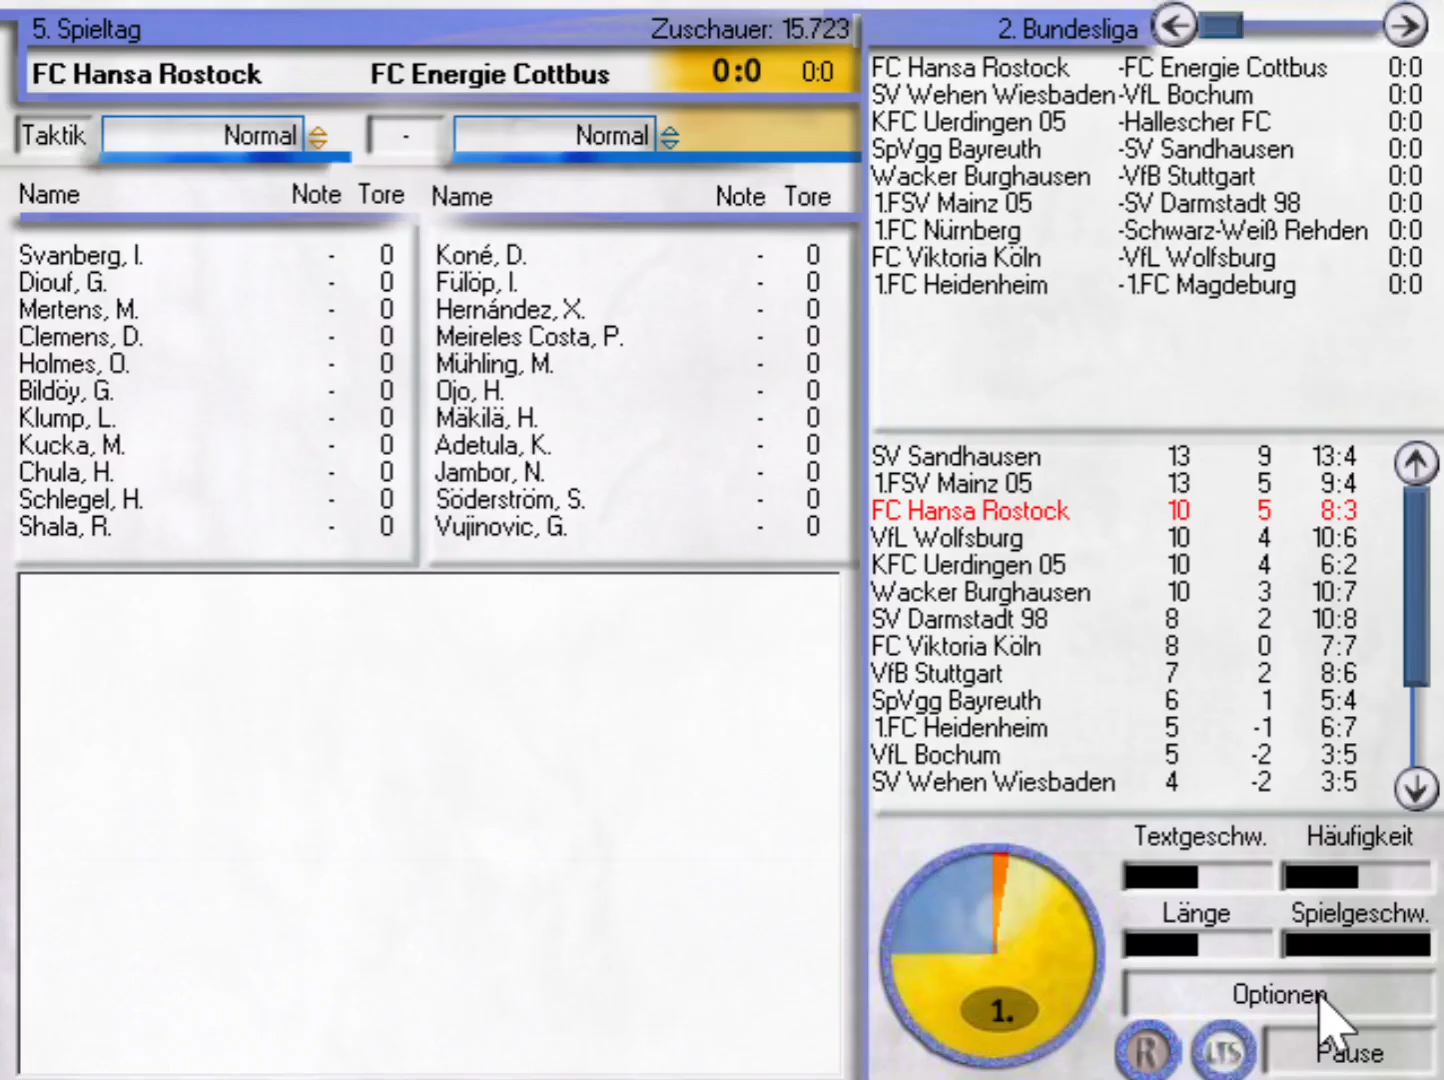 5. Spieltag Zuschauer: 15.723
FC Hansa Rostock FC Energie Cottbus 0:0 0:0
Taktik Normal - Normal
Name Note Tore Name Note Tore
Svanberg, I. - 0 Koné, D. - 0
Diouf, G. - 0 Fülöp, I. - 0
Mertens, M. - 0 Hernández, X. - 0
Clemens, D. - 0 Meireles Costa, P. - 0
Holmes, O. - 0 Mühling, M. - 0
Bildöy, G. - 0 Ojo, H. - 0
Klump, L. - 0 Mäkilä, H. - 0
Kucka, M. - 0 Adetula, K. - 0
Chula, H. - 0 Jambor, N. - 0
Schlegel, H. - 0 Söderström, S. - 0
Shala, R. - 0 Vujinovic, G. - 0
2. Bundesliga
FC Hansa Rostock -FC Energie Cottbus 0:0
SV Wehen Wiesbaden -VfL Bochum 0:0
KFC Uerdingen 05 -Hallescher FC 0:0
SpVgg Bayreuth -SV Sandhausen 0:0
Wacker Burghausen -VfB Stuttgart 0:0
1.FSV Mainz 05 -SV Darmstadt 98 0:0
1.FC Nürnberg -Schwarz-Weiß Rehden 0:0
FC Viktoria Köln -VfL Wolfsburg 0:0
1.FC Heidenheim -1.FC Magdeburg 0:0
SV Sandhausen 13 9 13:4
1.FSV Mainz 05 13 5 9:4
FC Hansa Rostock 10 5 8:3
VfL Wolfsburg 10 4 10:6
KFC Uerdingen 05 10 4 6:2
Wacker Burghausen 10 3 10:7
SV Darmstadt 98 8 2 10:8
FC Viktoria Köln 8 0 7:7
VfB Stuttgart 7 2 8:6
SpVgg Bayreuth 6 1 5:4
1.FC Heidenheim 5 -1 6:7
VfL Bochum 5 -2 3:5
SV Wehen Wiesbaden 4 -2 3:5
Textgeschw. Häufigkeit
Länge Spielgeschw.
Optionen
1.
R LTS Pause